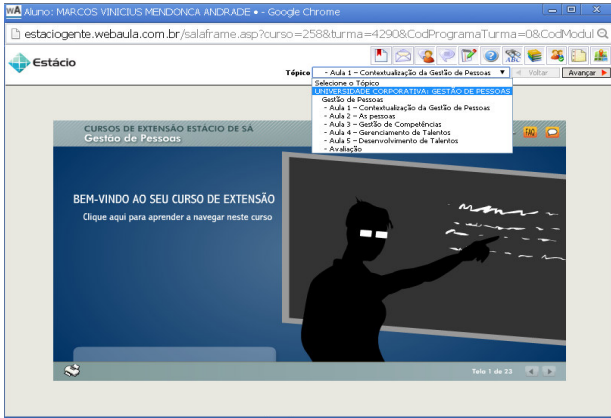 wA Aluno: MARCOS VINICIUS MENDONCA ANDRADE • - Google Chrome
estaciogente.webaula.com.br/salaframe.asp?curso=258&turma=4290&CodProgramaTurma=0&CodModul
Estácio
Tópico - Aula 1 – Contextualização da Gestão de Pessoas Voltar Avançar
Selecione o Tópico
UNIVERSIDADE CORPORATIVA: GESTÃO DE PESSOAS
Gestão de Pessoas
- Aula 1 – Contextualização da Gestão de Pessoas
- Aula 2 – As pessoas
- Aula 3 – Gestão de Competências
- Aula 4 – Gerenciamento de Talentos
- Aula 5 – Desenvolvimento de Talentos
- Avaliação
CURSOS DE EXTENSÃO ESTÁCIO DE SÁ
Gestão de Pessoas
FAQ
BEM-VINDO AO SEU CURSO DE EXTENSÃO
Clique aqui para aprender a navegar neste curso
Tela 1 de 22